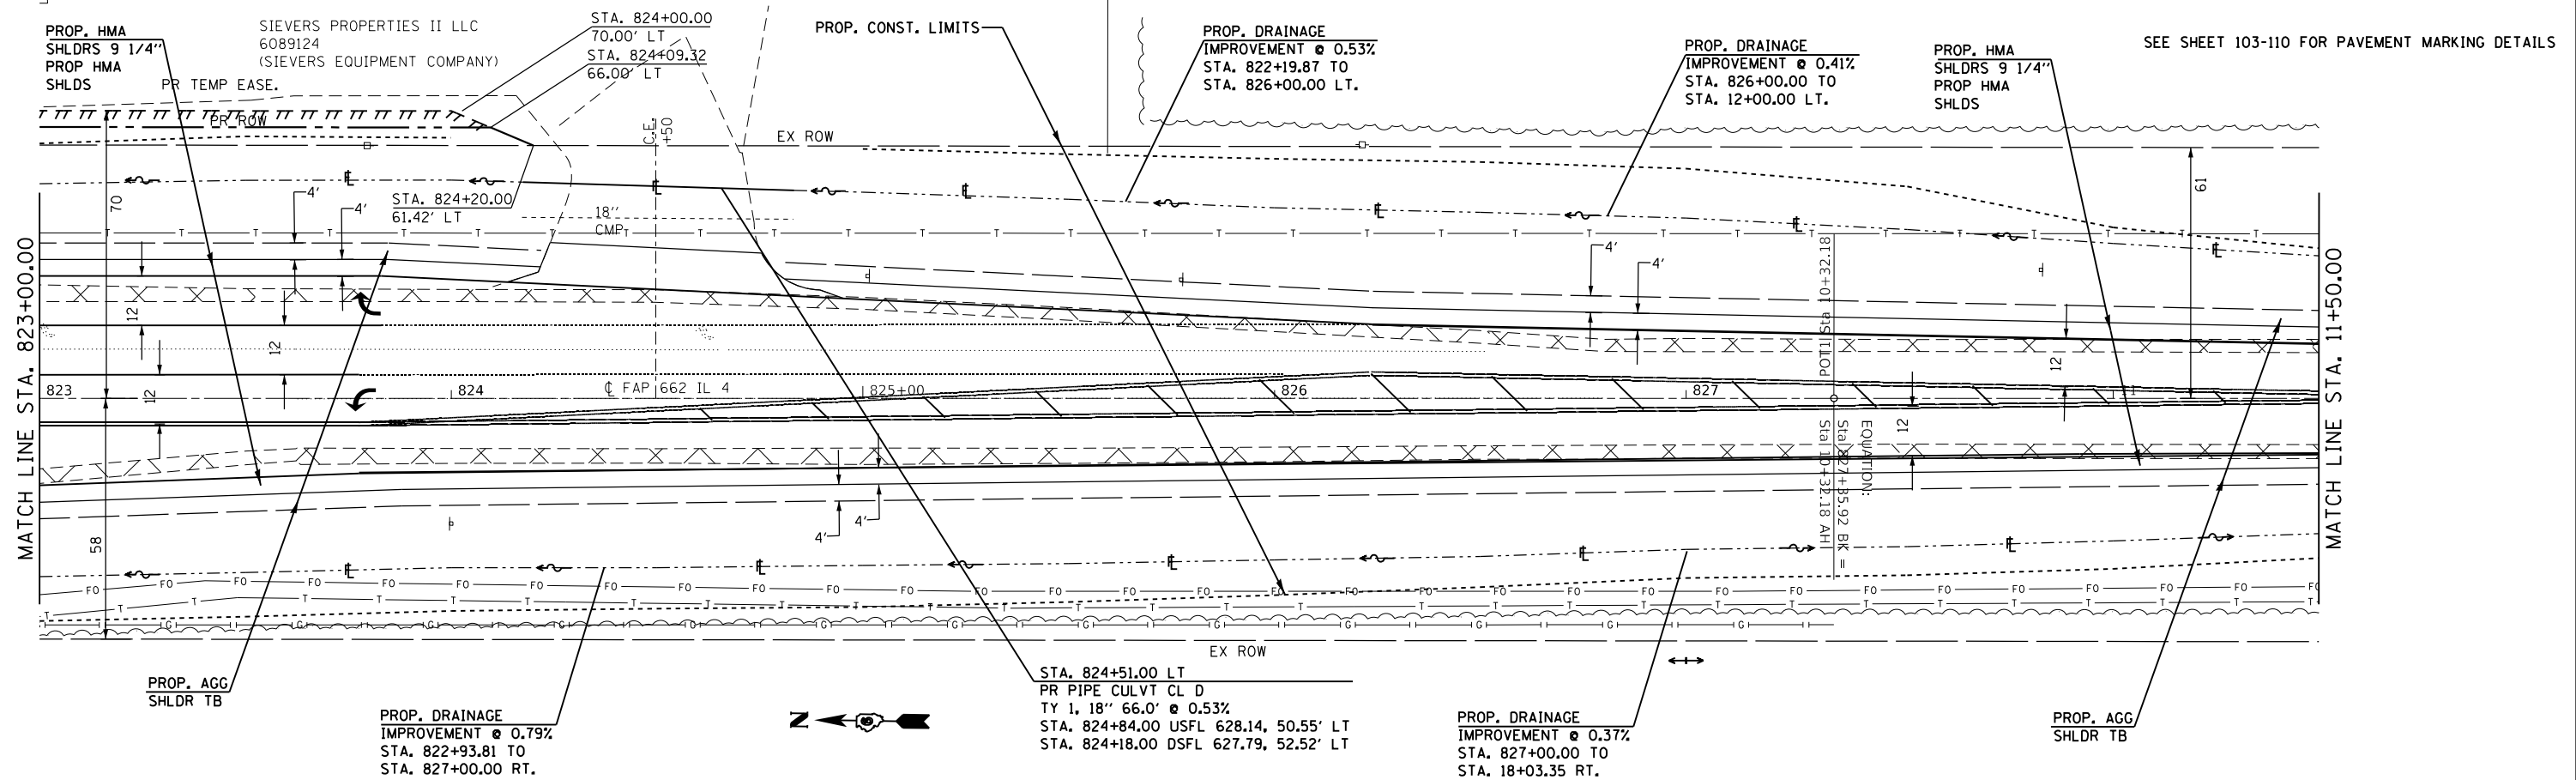 PROP. HMA
SHLDRS 9 1/4"
PROP HMA
SHLDS
SIEVERS PROPERTIES II LLC
6089124
(SIEVERS EQUIPMENT COMPANY)
PR TEMP EASE.
PR ROW
STA. 824+00.00
70.00' LT
STA. 824+09.32
66.00' LT
PROP. CONST. LIMITS
PROP. DRAINAGE
IMPROVEMENT @ 0.53%
STA. 822+19.87 TO
STA. 826+00.00 LT.
PROP. DRAINAGE
IMPROVEMENT @ 0.41%
STA. 826+00.00 TO
STA. 12+00.00 LT.
PROP. HMA
SHLDRS 9 1/4"
PROP HMA
SHLDS
SEE SHEET 103-110 FOR PAVEMENT MARKING DETAILS
C.E.
+50
EX ROW
STA. 824+20.00
61.42' LT
18"
CMP
70
4'
4'
4'
4'
61
MATCH LINE STA. 823+00.00
MATCH LINE STA. 11+50.00
12
12
12
12
12
823
824
℄ FAP 662 IL 4
825+00
826
827
11
POT11 Sta 10+32.18
EQUATION:
Sta 827+35.92 BK =
Sta 10+32.18 AH
58
4'
4'
EX ROW
PROP. AGG
SHLDR TB
PROP. DRAINAGE
IMPROVEMENT @ 0.79%
STA. 822+93.81 TO
STA. 827+00.00 RT.
N
STA. 824+51.00 LT
PR PIPE CULVT CL D
TY 1, 18" 66.0' @ 0.53%
STA. 824+84.00 USFL 628.14, 50.55' LT
STA. 824+18.00 DSFL 627.79, 52.52' LT
PROP. DRAINAGE
IMPROVEMENT @ 0.37%
STA. 827+00.00 TO
STA. 18+03.35 RT.
PROP. AGG
SHLDR TB